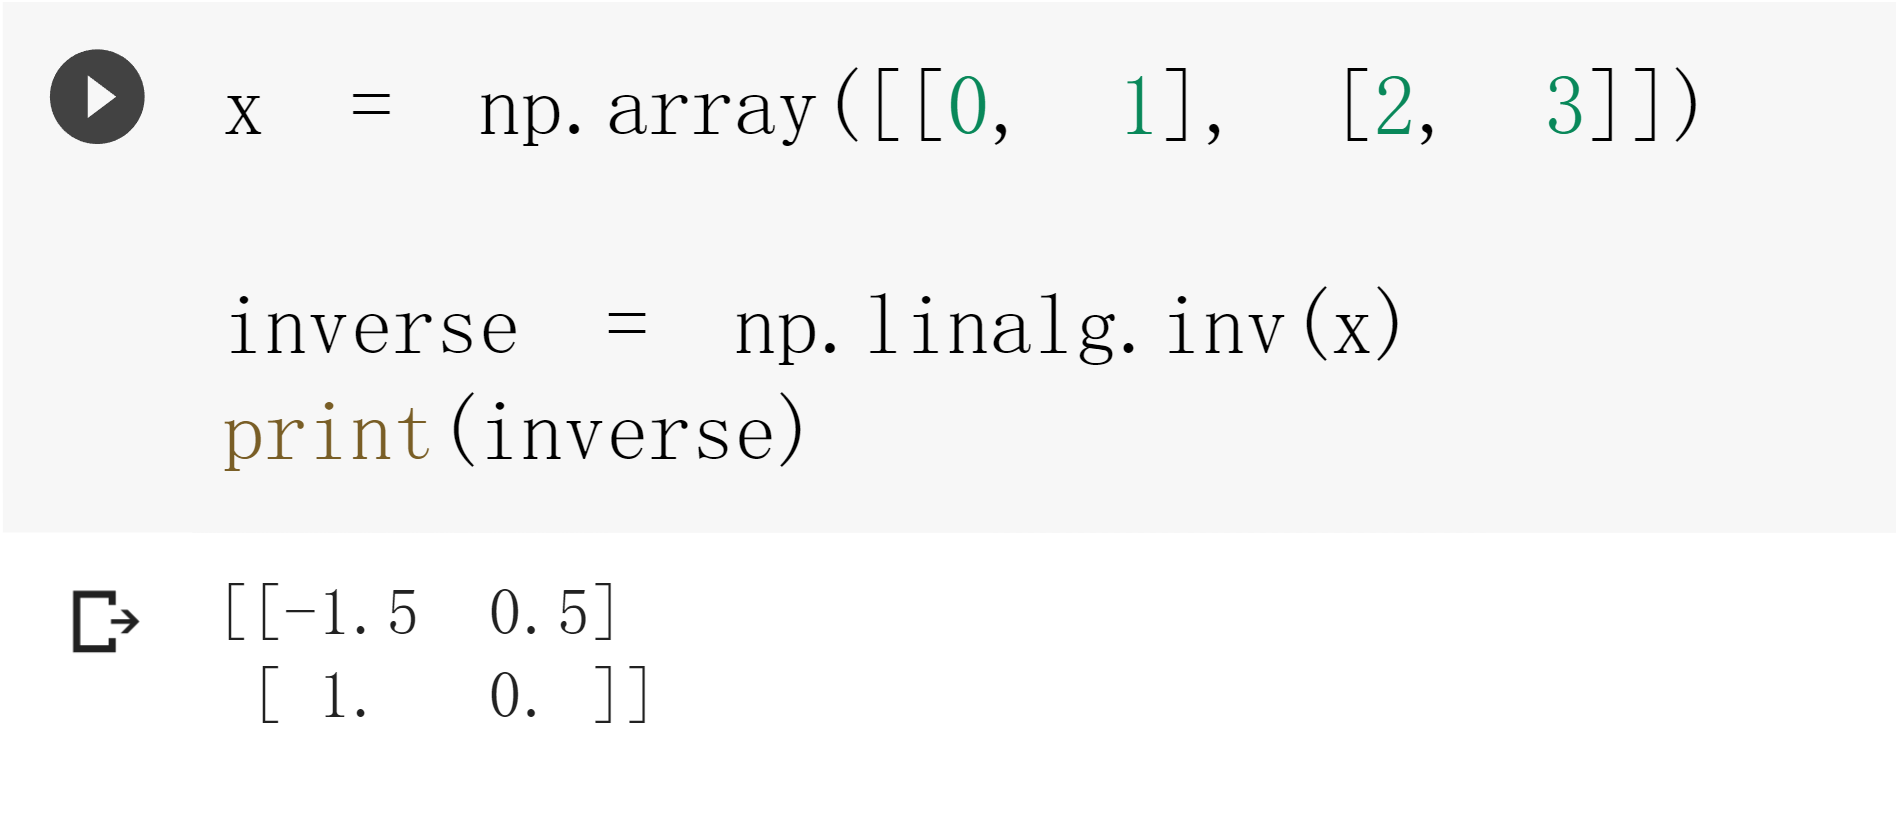 x = np.array([[0, 1], [2, 3]])
inverse = np.linalg.inv(x)
print(inverse)
[[-1.5  0.5]
 [ 1.   0. ]]